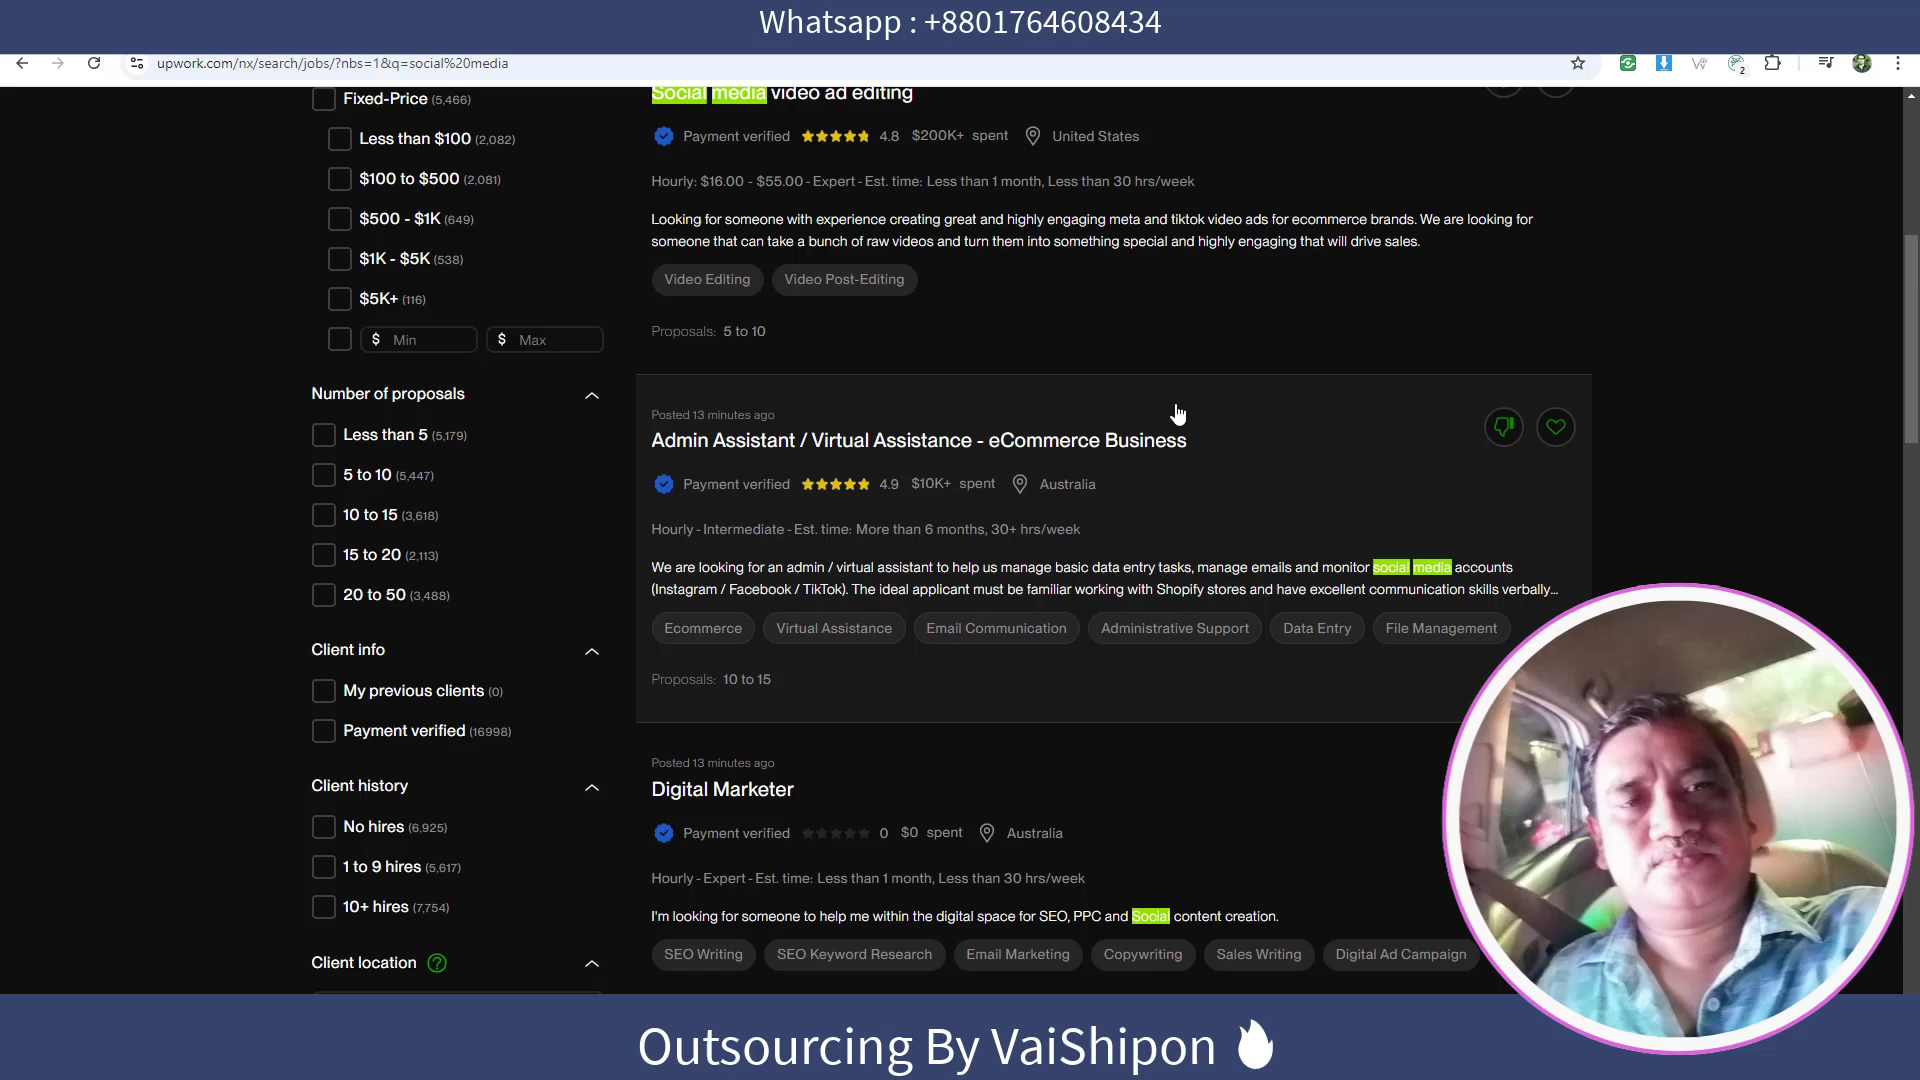 Whatsapp : +8801764608434
upwork.com/nx/search/jobs/?nbs=1&q=social%20media
2
Fixed-Price (5,466)
Less than $100 (2,082)
$100 to $500 (2,081)
$500 - $1K (649)
$1K - $5K (538)
$5K+ (116)
$ Min $ Max
Number of proposals
Less than 5 (5,179)
5 to 10 (5,447)
10 to 15 (3,618)
15 to 20 (2,113)
20 to 50 (3,488)
Client info
My previous clients (0)
Payment verified (16998)
Client history
No hires (6,925)
1 to 9 hires (5,617)
10+ hires (7,754)
Client location ?
Social media video ad editing
Payment verified 4.8 $200K+ spent United States
Hourly: $16.00 - $55.00 - Expert - Est. time: Less than 1 month, Less than 30 hrs/week
Looking for someone with experience creating great and highly engaging meta and tiktok video ads for ecommerce brands. We are looking for
someone that can take a bunch of raw videos and turn them into something special and highly engaging that will drive sales.
Video Editing Video Post-Editing
Proposals: 5 to 10
Posted 13 minutes ago
Admin Assistant / Virtual Assistance - eCommerce Business
Payment verified 4.9 $10K+ spent Australia
Hourly - Intermediate - Est. time: More than 6 months, 30+ hrs/week
We are looking for an admin / virtual assistant to help us manage basic data entry tasks, manage emails and monitor social media accounts
(Instagram / Facebook / TikTok). The ideal applicant must be familiar working with Shopify stores and have excellent communication skills verbally…
Ecommerce Virtual Assistance Email Communication Administrative Support Data Entry File Management
Proposals: 10 to 15
Posted 13 minutes ago
Digital Marketer
Payment verified 0 $0 spent Australia
Hourly - Expert - Est. time: Less than 1 month, Less than 30 hrs/week
I'm looking for someone to help me within the digital space for SEO, PPC and Social content creation.
SEO Writing SEO Keyword Research Email Marketing Copywriting Sales Writing Digital Ad Campaign
Outsourcing By VaiShipon